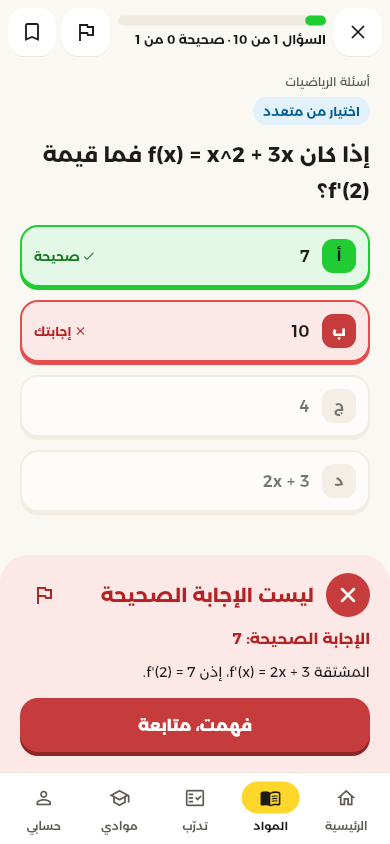 السؤال 1 من 10 · صحيحة 0 من 1
أسئلة الرياضيات
اختيار من متعدد
إذا كان f(x) = x^2 + 3x فما قيمة
f'(2)؟
أ 7 صحيحة
ب 10 إجابتك
ج 4
د 2x + 3
ليست الإجابة الصحيحة
الإجابة الصحيحة: 7
المشتقة f'(x) = 2x + 3، إذن f'(2) = 7.
فهمت، متابعة
الرئيسية المواد تدرّب موادي حسابي